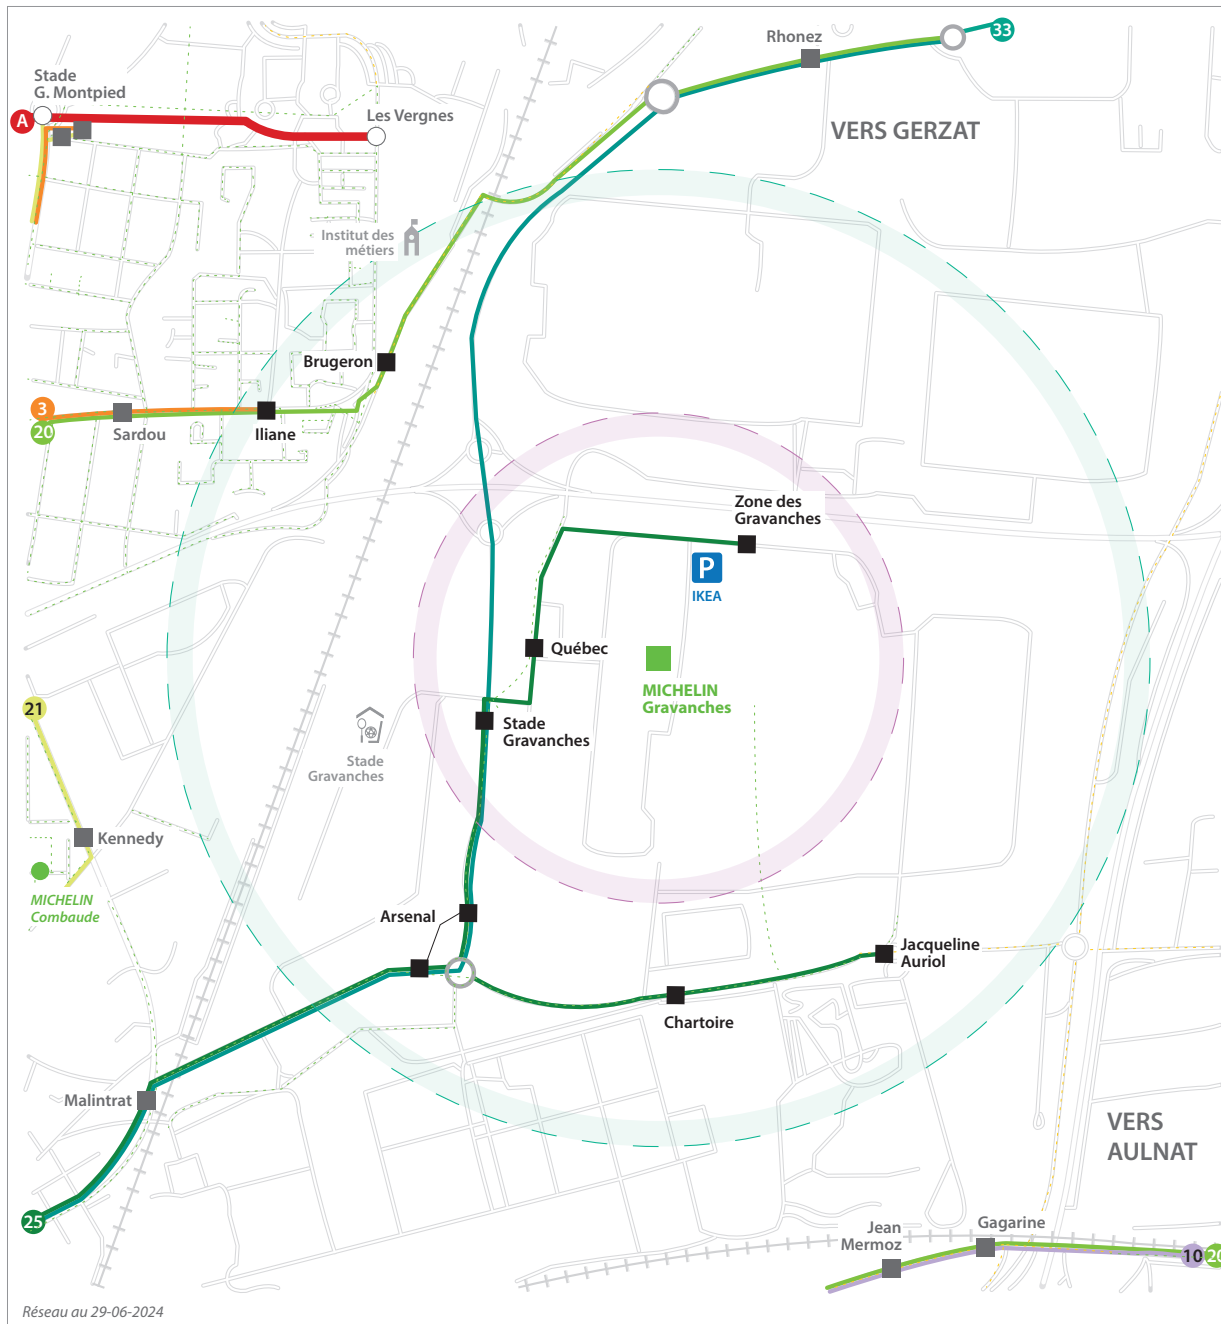 Rhonez
33
Stade
G. Montpied
A
Les Vergnes
VERS GERZAT
Institut des
métiers
Brugeron
3
20
Sardou
Iliane
Zone des
Gravanches
P
IKEA
Québec
MICHELIN
Gravanches
21
Stade
Gravanches
Stade
Gravanches
Kennedy
MICHELIN
Combaude
Arsenal
Jacqueline
Auriol
Chartoire
Malintrat
VERS
AULNAT
25
Jean
Mermoz
Gagarine
10
20
Réseau au 29-06-2024